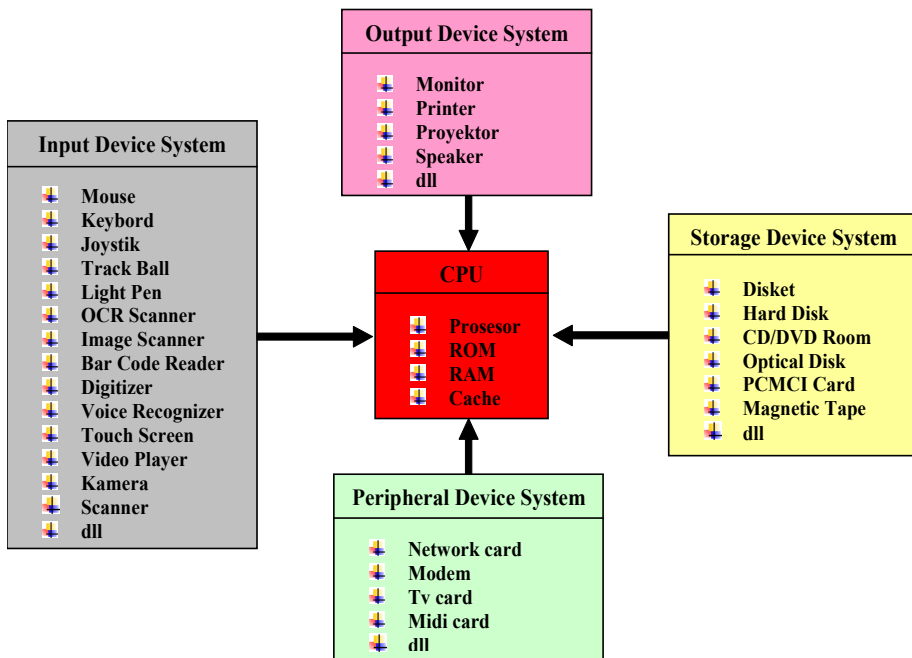 Output Device System
Monitor
Printer
Proyektor
Speaker
dll
Input Device System
Mouse
Keybord
Joystik
Track Ball
Light Pen
OCR Scanner
Image Scanner
Bar Code Reader
Digitizer
Voice Recognizer
Touch Screen
Video Player
Kamera
Scanner
dll
CPU
Prosesor
ROM
RAM
Cache
Storage Device System
Disket
Hard Disk
CD/DVD Room
Optical Disk
PCMCI Card
Magnetic Tape
dll
Peripheral Device System
Network card
Modem
Tv card
Midi card
dll